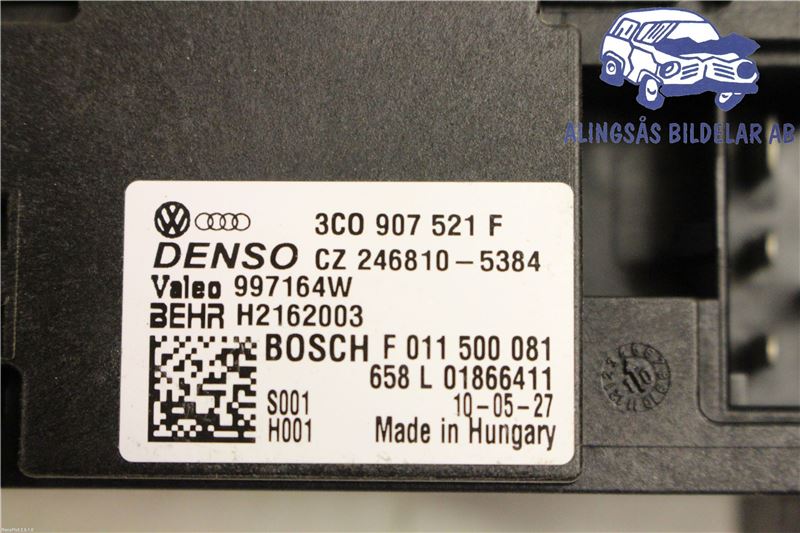 ALINGSÅS BILDELAR AB
3C0 907 521 F
DENSO CZ 246810-5384
Valeo 997164W
BEHR H2162003
BOSCH F 011 500 081
658 L 01866411
S001 10-05-27
H001 Made in Hungary